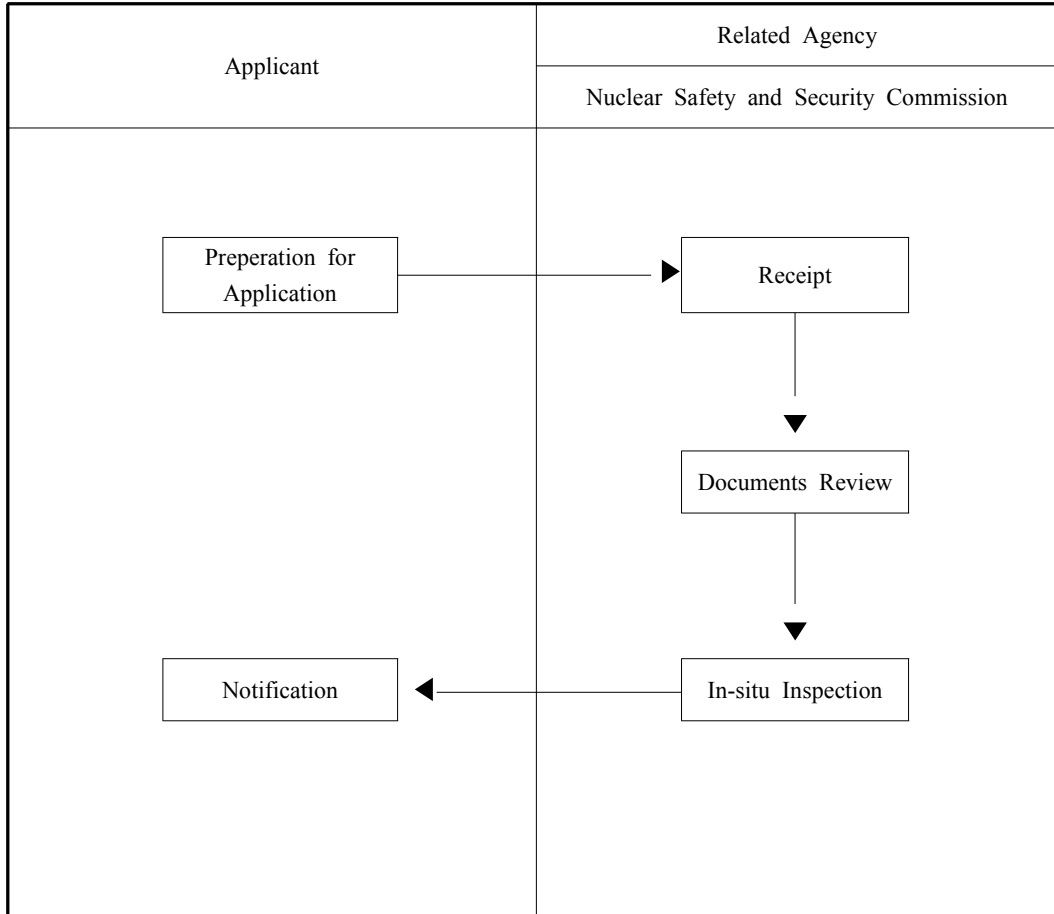 Applicant
Related Agency
Nuclear Safety and Security Commission
Preperation for
Application
Receipt
Documents Review
Notification
In-situ Inspection